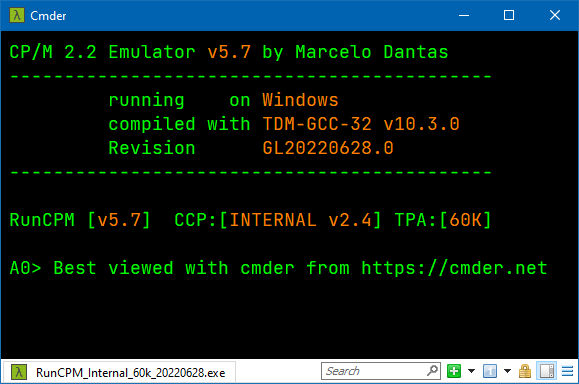 Cmder
CP/M 2.2 Emulator v5.7 by Marcelo Dantas
--------------------------------------------
running    on Windows
compiled with TDM-GCC-32 v10.3.0
Revision      GL20220628.0
--------------------------------------------
RunCPM [v5.7]  CCP:[INTERNAL v2.4] TPA:[60K]
A0> Best viewed with cmder from https://cmder.net
λ RunCPM_Internal_60k_20220628.exe
Search